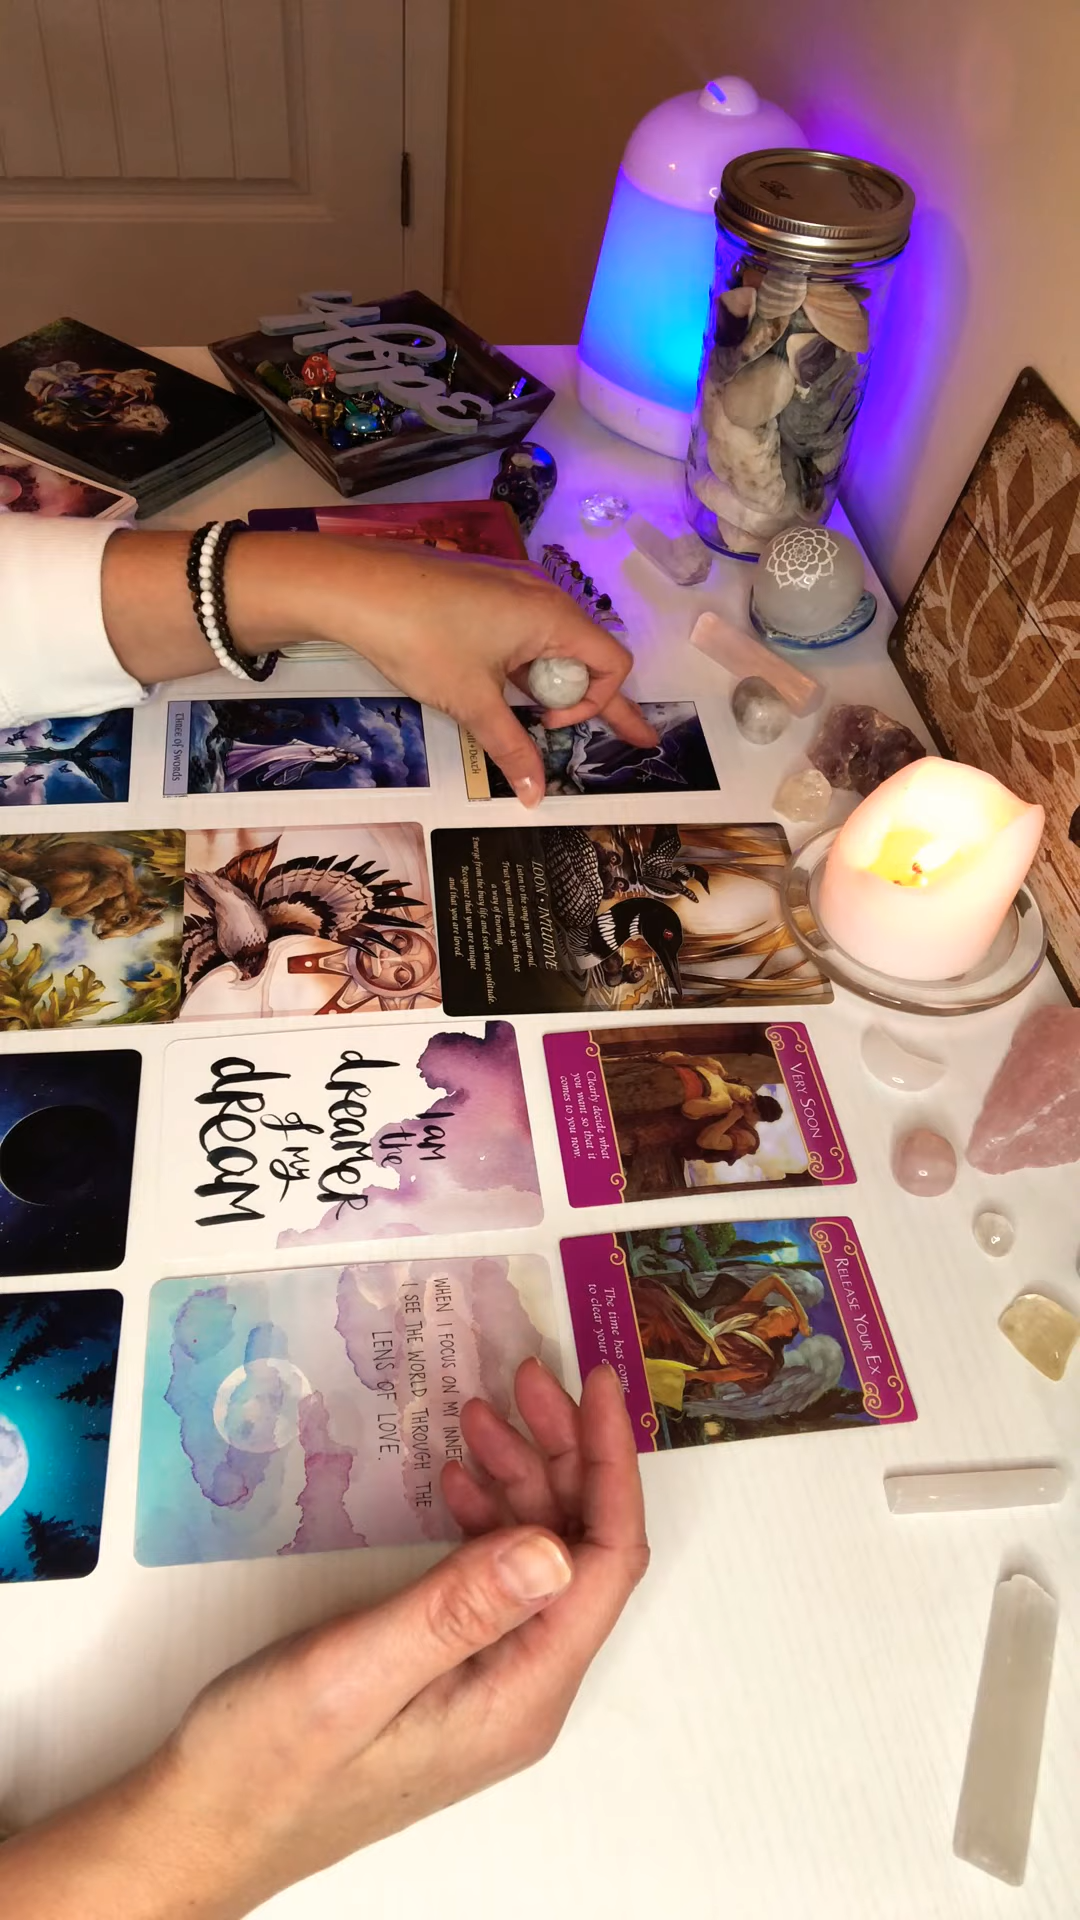 Hope
Three of Swords
Death
LOON • INTUITIVE
Listen to the song in your soul.
Trust your intuition as you have
a way of knowing.
Emerge from the busy life and seek more solitude.
Recognize that you are unique
and that you are loved.
I am
the
dreamer
of my
dream
VERY SOON
Clearly decide what
you want so that it
comes to you now.
WHEN I FOCUS ON MY INNER
I SEE THE WORLD THROUGH THE
LENS OF LOVE.
RELEASE YOUR EX
The time has come
to clear your